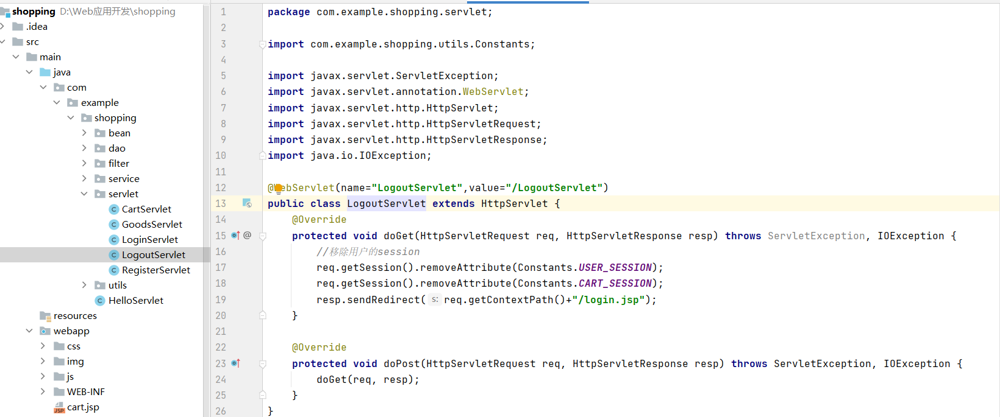 shopping D:\Web应用开发\shopping
.idea
src
main
java
com
example
shopping
bean
dao
filter
service
servlet
CartServlet
GoodsServlet
LoginServlet
LogoutServlet
RegisterServlet
utils
HelloServlet
resources
webapp
css
img
js
WEB-INF
JSP cart.jsp
1 package com.example.shopping.servlet;
2
3 import com.example.shopping.utils.Constants;
4
5 import javax.servlet.ServletException;
6 import javax.servlet.annotation.WebServlet;
7 import javax.servlet.http.HttpServlet;
8 import javax.servlet.http.HttpServletRequest;
9 import javax.servlet.http.HttpServletResponse;
10 import java.io.IOException;
11
12 @WebServlet(name="LogoutServlet",value="/LogoutServlet")
13 public class LogoutServlet extends HttpServlet {
14 @Override
15 @ protected void doGet(HttpServletRequest req, HttpServletResponse resp) throws ServletException, IOException {
16 //移除用户的session
17 req.getSession().removeAttribute(Constants.USER_SESSION);
18 req.getSession().removeAttribute(Constants.CART_SESSION);
19 resp.sendRedirect( s: req.getContextPath()+"/login.jsp");
20 }
21
22 @Override
23 protected void doPost(HttpServletRequest req, HttpServletResponse resp) throws ServletException, IOException {
24 doGet(req, resp);
25 }
26 }